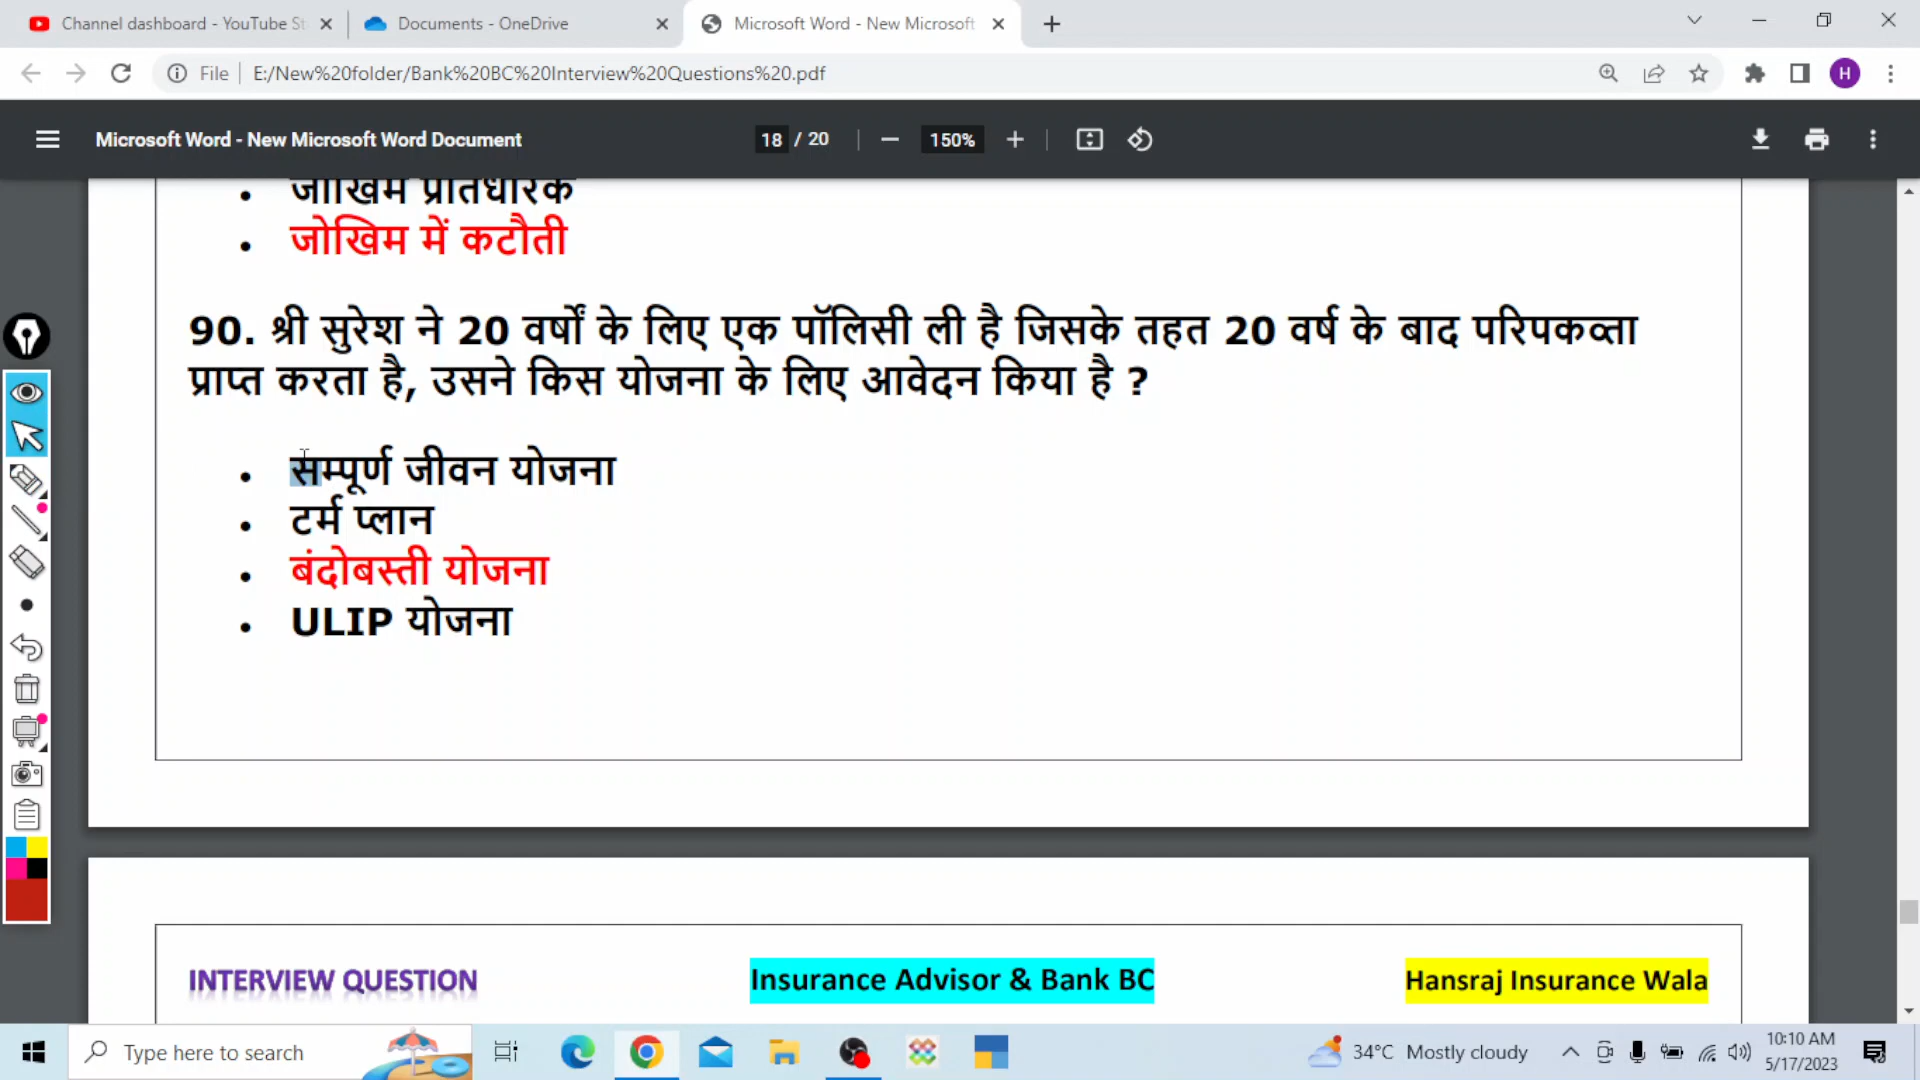 Channel dashboard - YouTube St
Documents - OneDrive
Microsoft Word - New Microsoft
File
E:/New%20folder/Bank%20BC%20Interview%20Questions%20.pdf
H
Microsoft Word - New Microsoft Word Document
18 / 20
150%
जोखिम प्रतिधारक
जोखिम में कटौती
90. श्री सुरेश ने 20 वर्षों के लिए एक पॉलिसी ली है जिसके तहत 20 वर्ष के बाद परिपकव्ता
प्राप्त करता है, उसने किस योजना के लिए आवेदन किया है ?
सम्पूर्ण जीवन योजना
टर्म प्लान
बंदोबस्ती योजना
ULIP योजना
INTERVIEW QUESTION
Insurance Advisor & Bank BC
Hansraj Insurance Wala
Type here to search
34°C Mostly cloudy
10:10 AM
5/17/2023